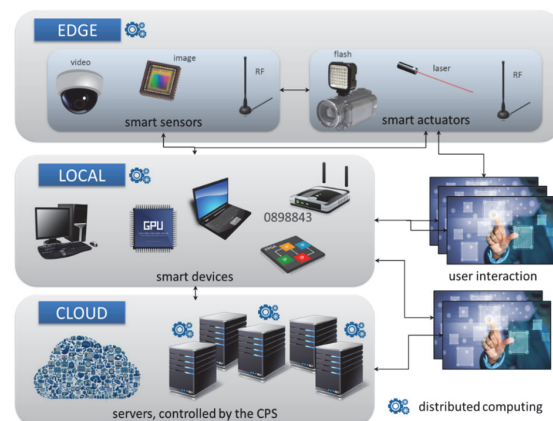 EDGE
video
image
RF
smart sensors
flash
laser
RF
smart actuators
LOCAL
GPU
0898843
smart devices
user interaction
CLOUD
servers, controlled by the CPS
distributed computing